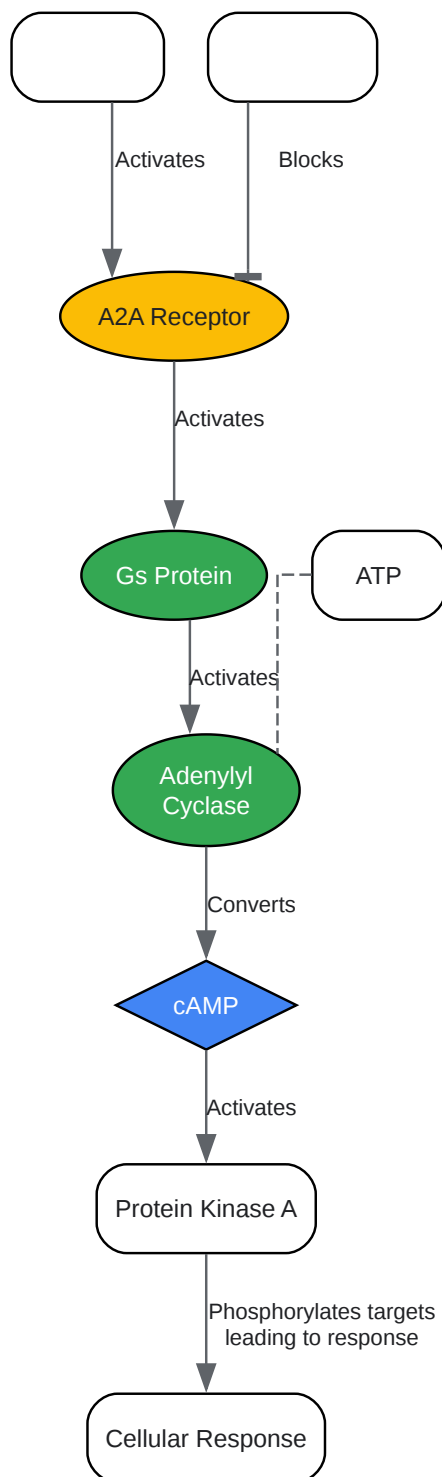 Activates
Blocks
A2A Receptor
Activates
Gs Protein
ATP
Activates
Adenylyl
Cyclase
Converts
cAMP
Activates
Protein Kinase A
Phosphorylates targets
leading to response
Cellular Response